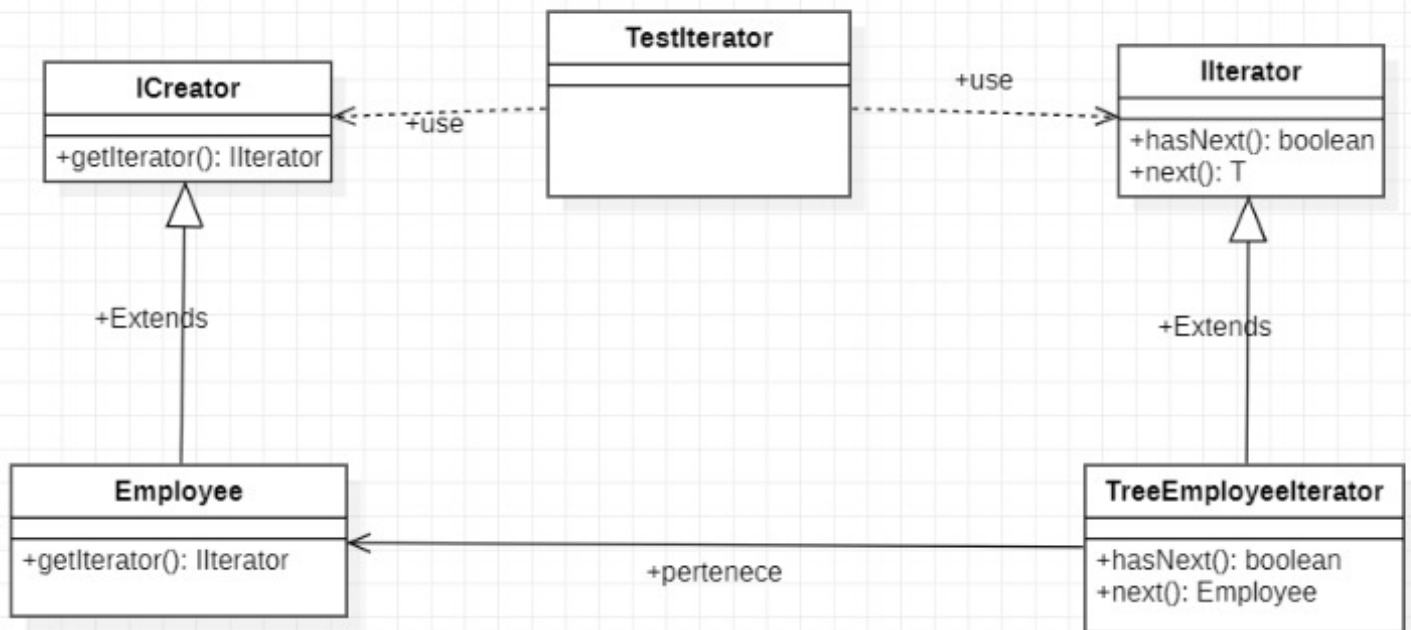 TestIterator
ICreator
+getIterator(): IIterator
+use
+use
IIterator
+hasNext(): boolean
+next(): T
+Extends
+Extends
Employee
+getIterator(): IIterator
+pertenece
TreeEmployeeIterator
+hasNext(): boolean
+next(): Employee